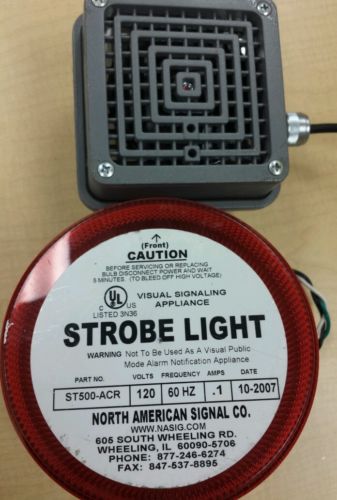 (Front)
CAUTION
BEFORE SERVICING OR REPLACING
BULB DISCONNECT POWER AND WAIT
5 MINUTES. (TO BLEED OFF HIGH VOLTAGE)
C UL US
LISTED 3N36
VISUAL SIGNALING
APPLIANCE
STROBE LIGHT
WARNING Not To Be Used As A Visual Public
Mode Alarm Notification Appliance
PART NO. VOLTS FREQUENCY AMPS DATE
ST500-ACR 120 60 HZ .1 10-2007
NORTH AMERICAN SIGNAL CO.
WWW.NASIG.COM
605 SOUTH WHEELING RD.
WHEELING, IL 60090-5706
PHONE: 877-246-6274
FAX: 847-537-8895